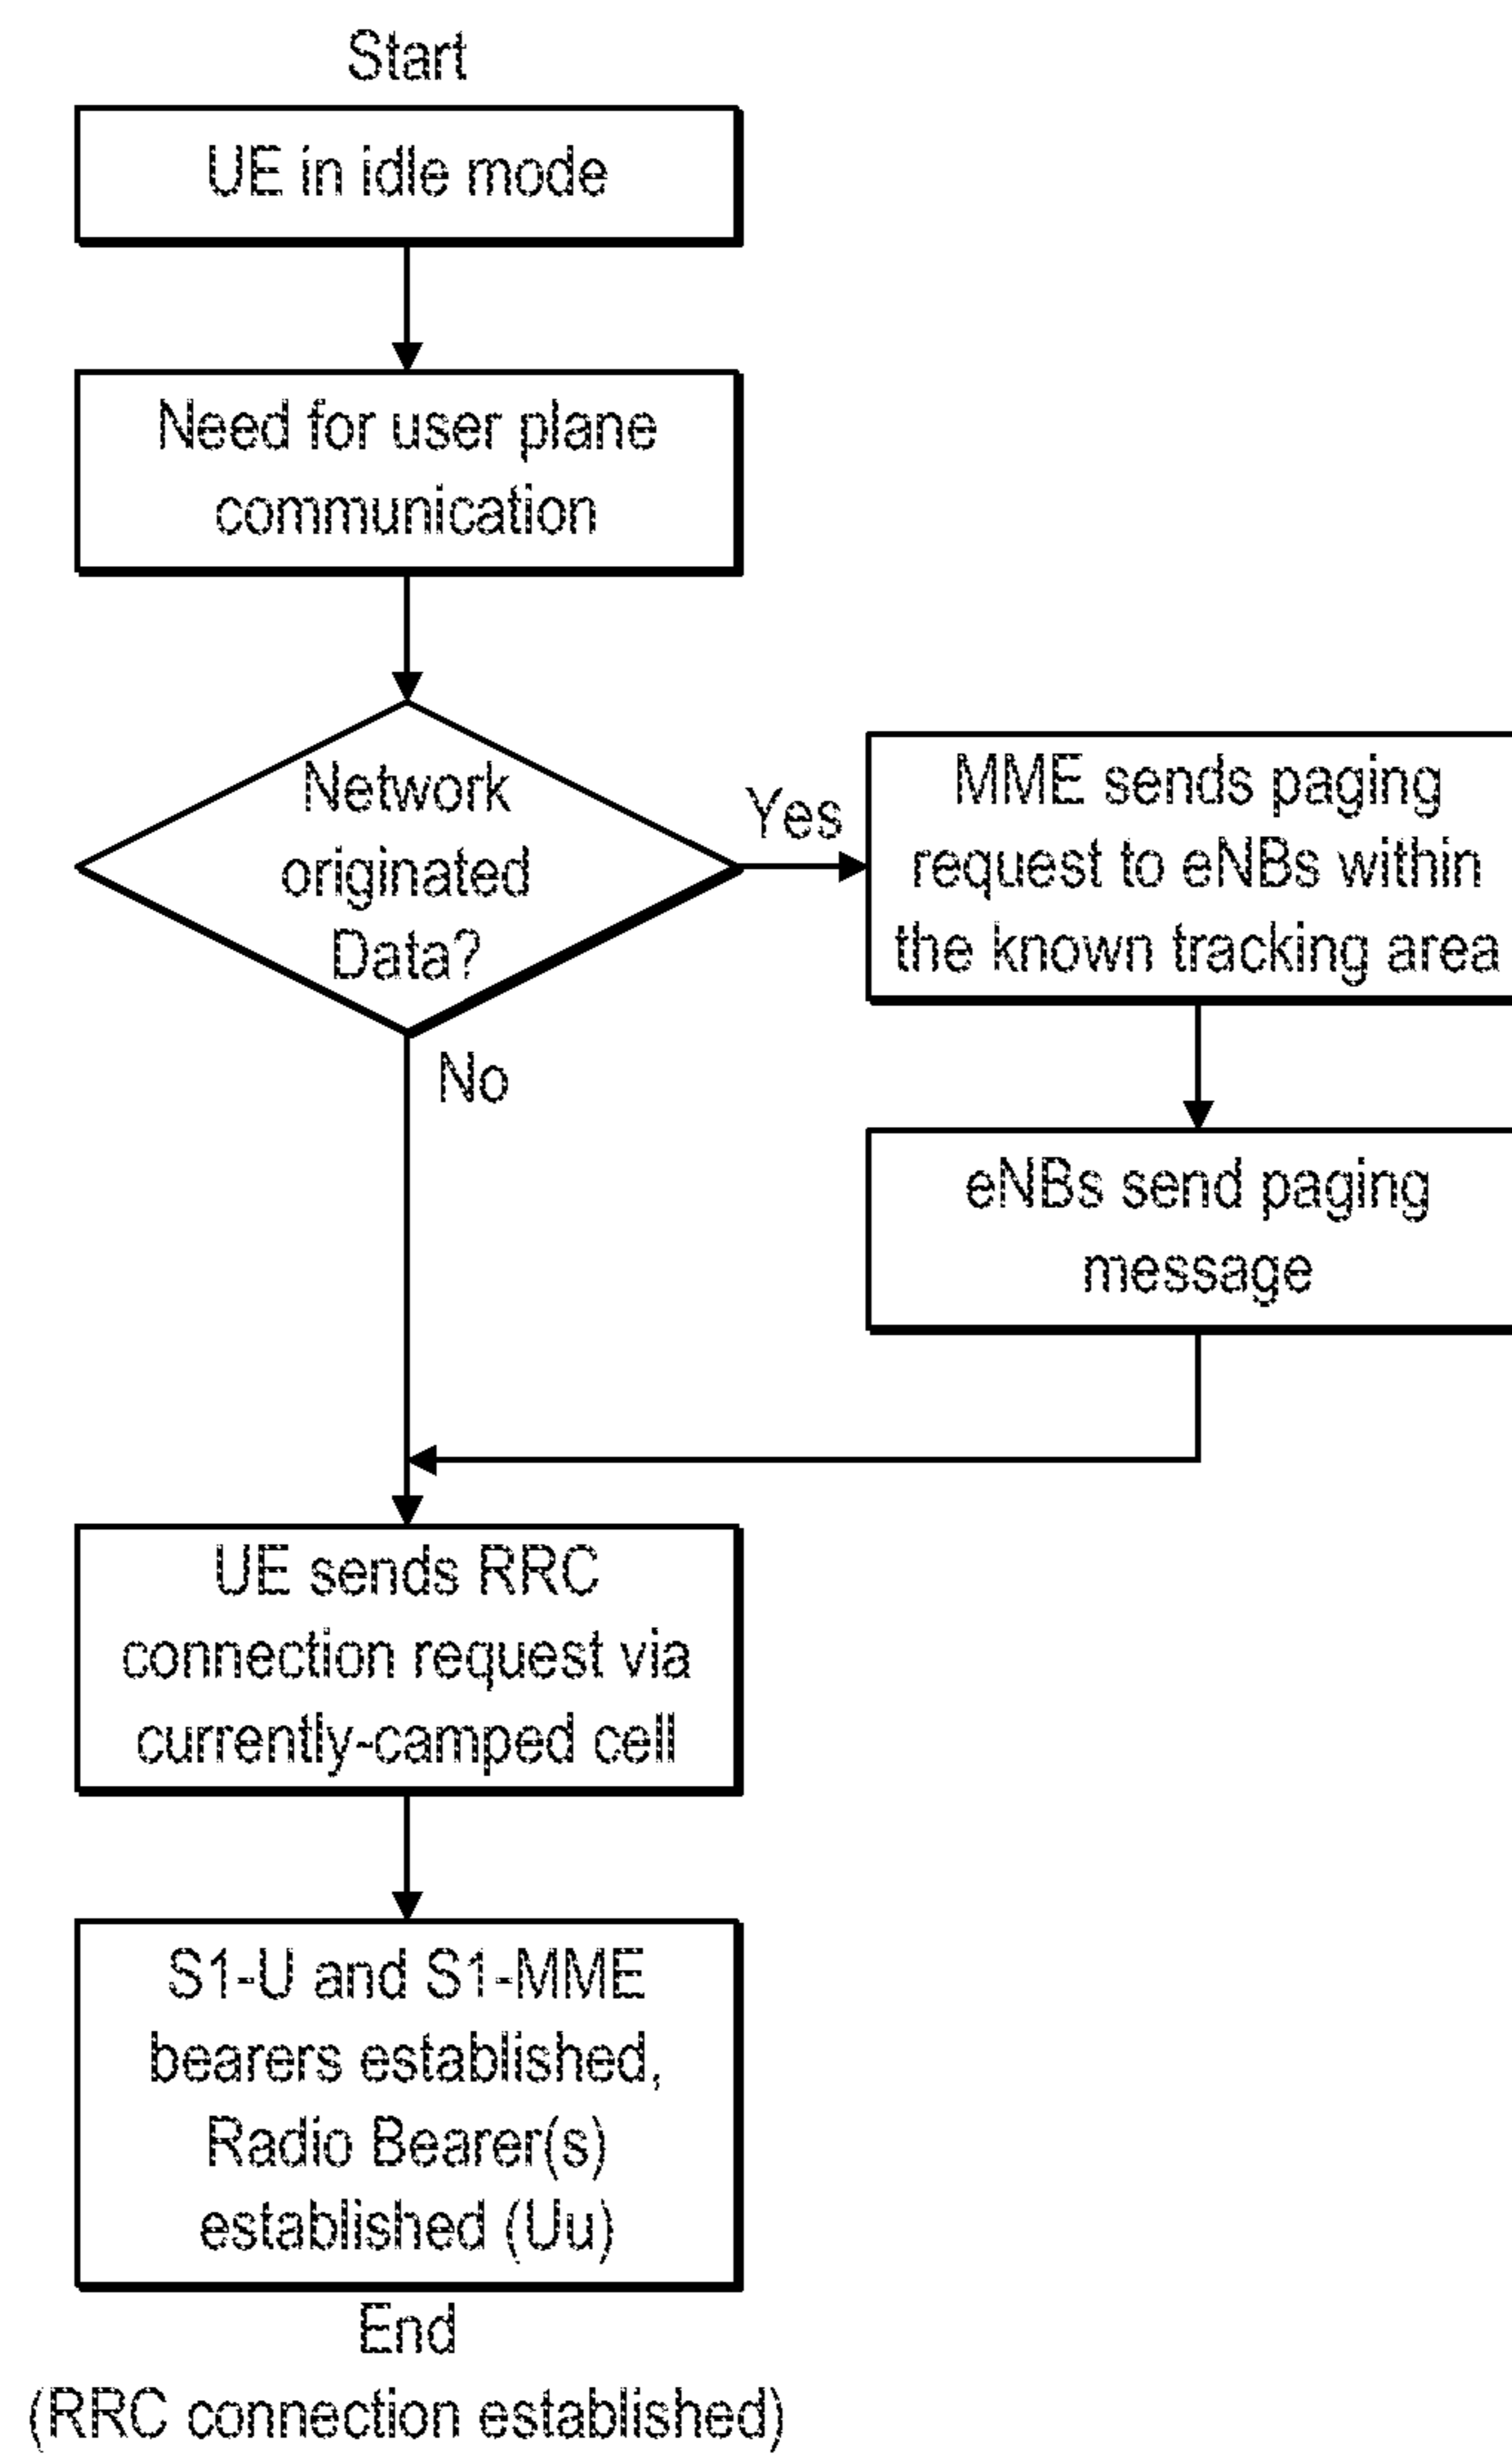 Start
UE in idle mode
Need for user plane
communication
Network
originated
Data?
Yes
MME sends paging
request to eNBs within
the known tracking area
No
eNBs send paging
message
UE sends RRC
connection request via
currently-camped cell
S1-U and S1-MME
bearers established,
Radio Bearer(s)
established (Uu)
End
(RRC connection established)